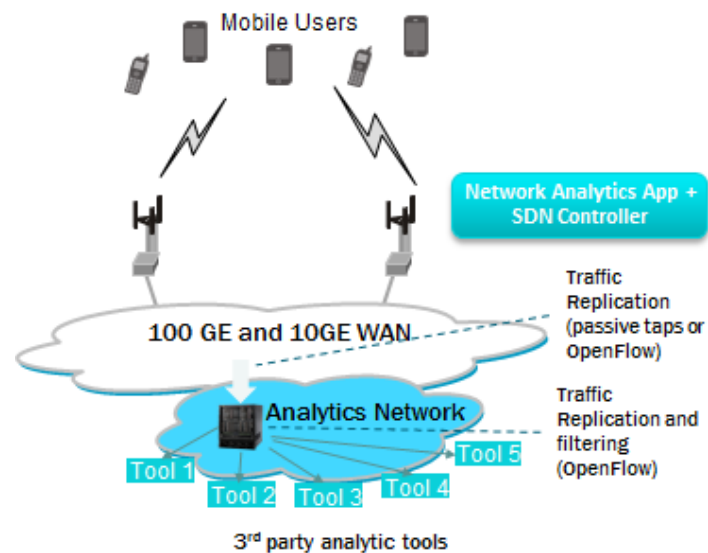 Mobile Users
Network Analytics App +
SDN Controller
Traffic
Replication
(passive taps or
OpenFlow)
100 GE and 10GE WAN
Analytics Network
Traffic
Replication and
filtering
(OpenFlow)
Tool 1
Tool 2
Tool 3
Tool 4
Tool 5
3rd party analytic tools